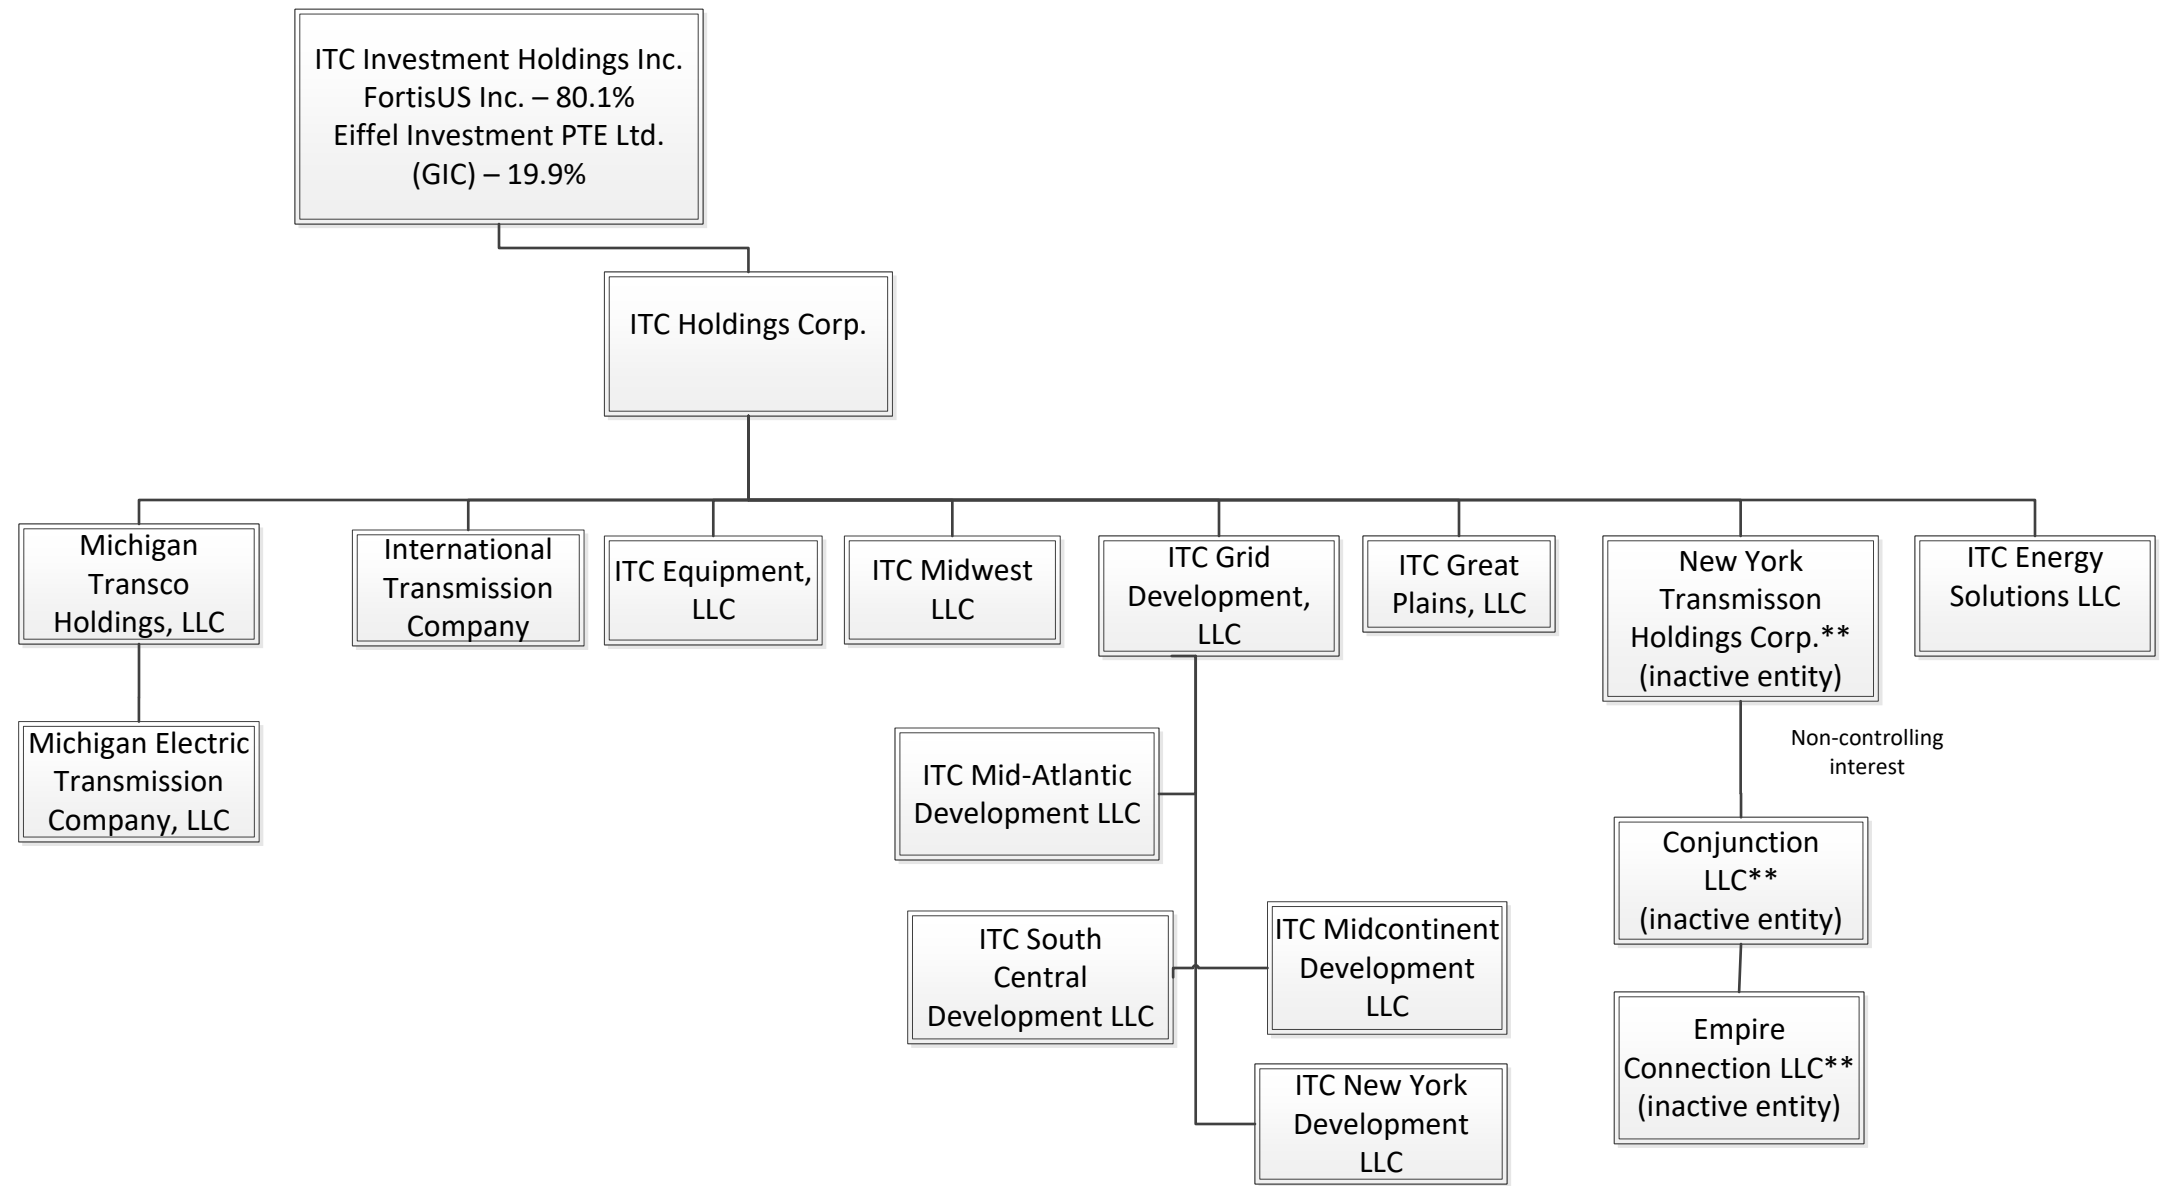 ITC Investment Holdings Inc.
FortisUS Inc. – 80.1%
Eiffel Investment PTE Ltd.
(GIC) – 19.9%
ITC Holdings Corp.
Michigan
Transco
Holdings, LLC
International
Transmission
Company
ITC Equipment,
LLC
ITC Midwest
LLC
ITC Grid
Development,
LLC
ITC Great
Plains, LLC
New York
Transmisson
Holdings Corp.**
(inactive entity)
ITC Energy
Solutions LLC
Michigan Electric
Transmission
Company, LLC
Non-controlling
interest
ITC Mid-Atlantic
Development LLC
Conjunction
LLC**
(inactive entity)
ITC South
Central
Development LLC
ITC Midcontinent
Development
LLC
Empire
Connection LLC**
(inactive entity)
ITC New York
Development
LLC